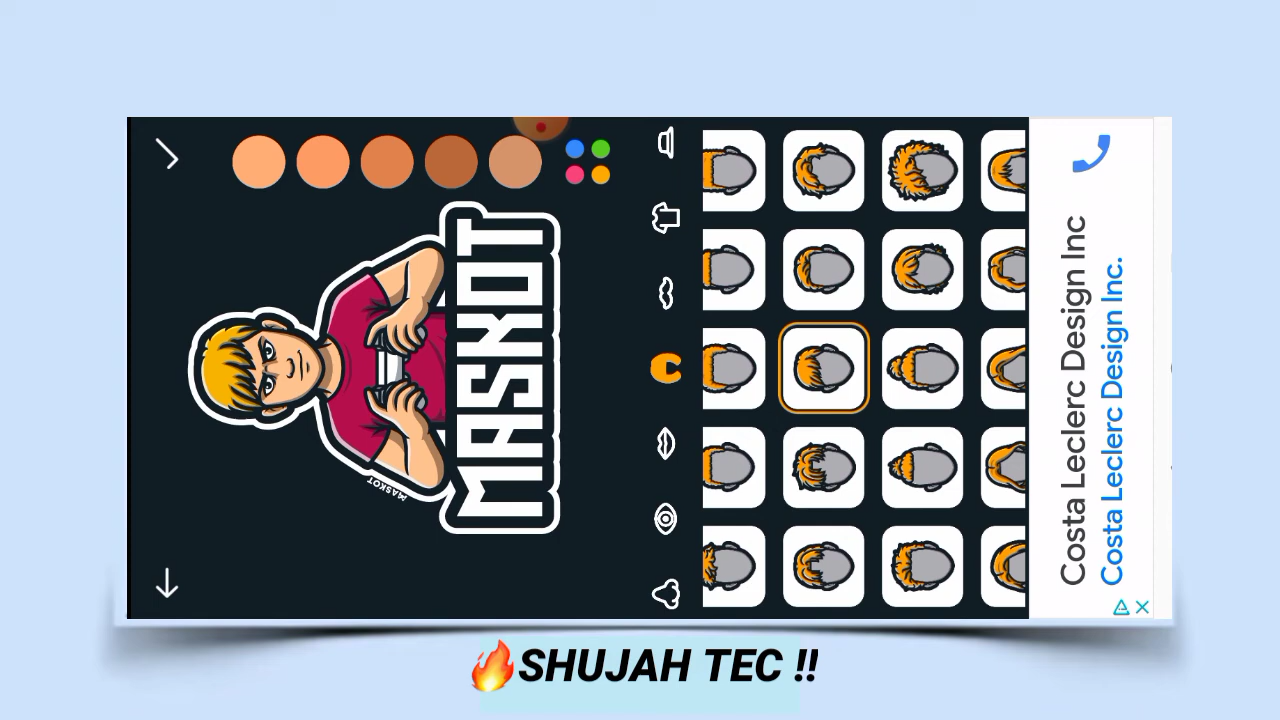 MASKOT
MASKOT
Costa Leclerc Design Inc
Costa Leclerc Design Inc.
🔥SHUJAH TEC !!